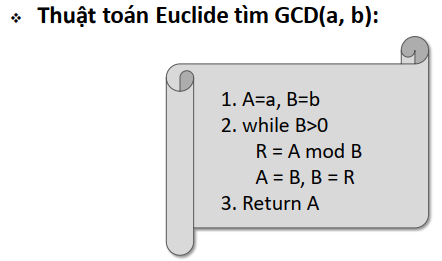 ❖ Thuật toán Euclide tìm GCD(a, b):
1. A=a, B=b
2. while B>0
R = A mod B
A = B, B = R
3. Return A